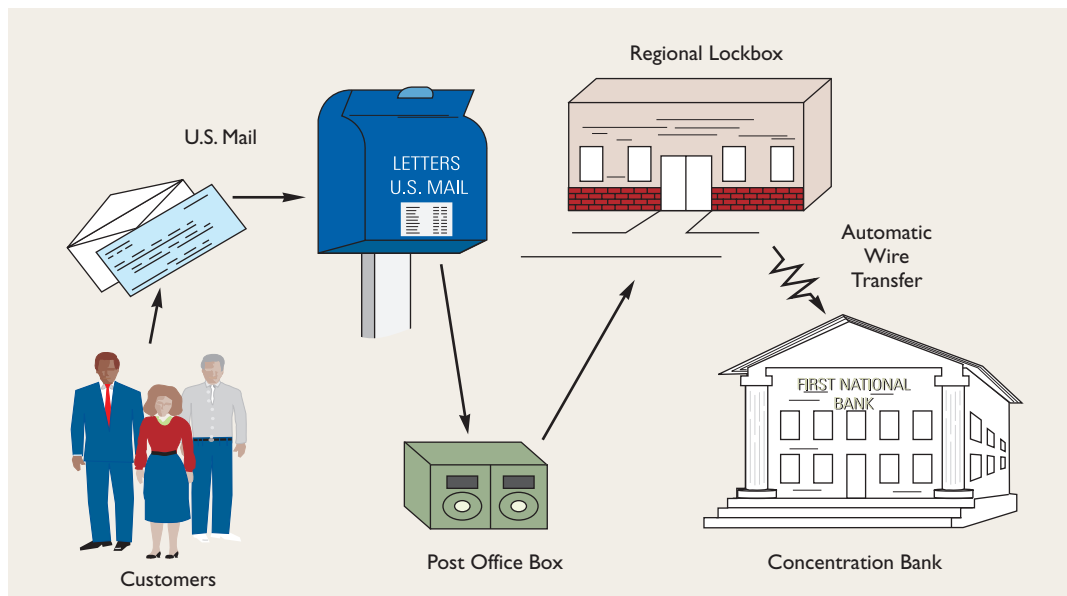 Regional Lockbox
U.S. Mail
LETTERS
U.S. MAIL
Automatic
Wire
Transfer
FIRST NATIONAL
BANK
Post Office Box
Concentration Bank
Customers